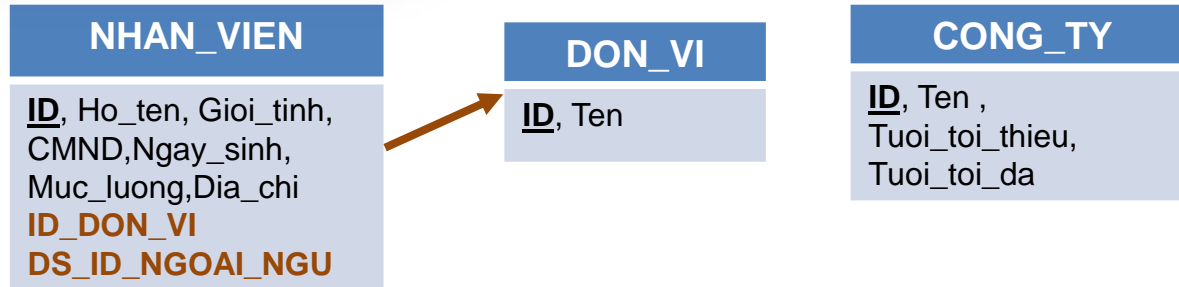 NHAN_VIEN
ID, Ho_ten, Gioi_tinh,
CMND,Ngay_sinh,
Muc_luong,Dia_chi
ID_DON_VI
DS_ID_NGOAI_NGU
DON_VI
ID, Ten
CONG_TY
ID, Ten ,
Tuoi_toi_thieu,
Tuoi_toi_da